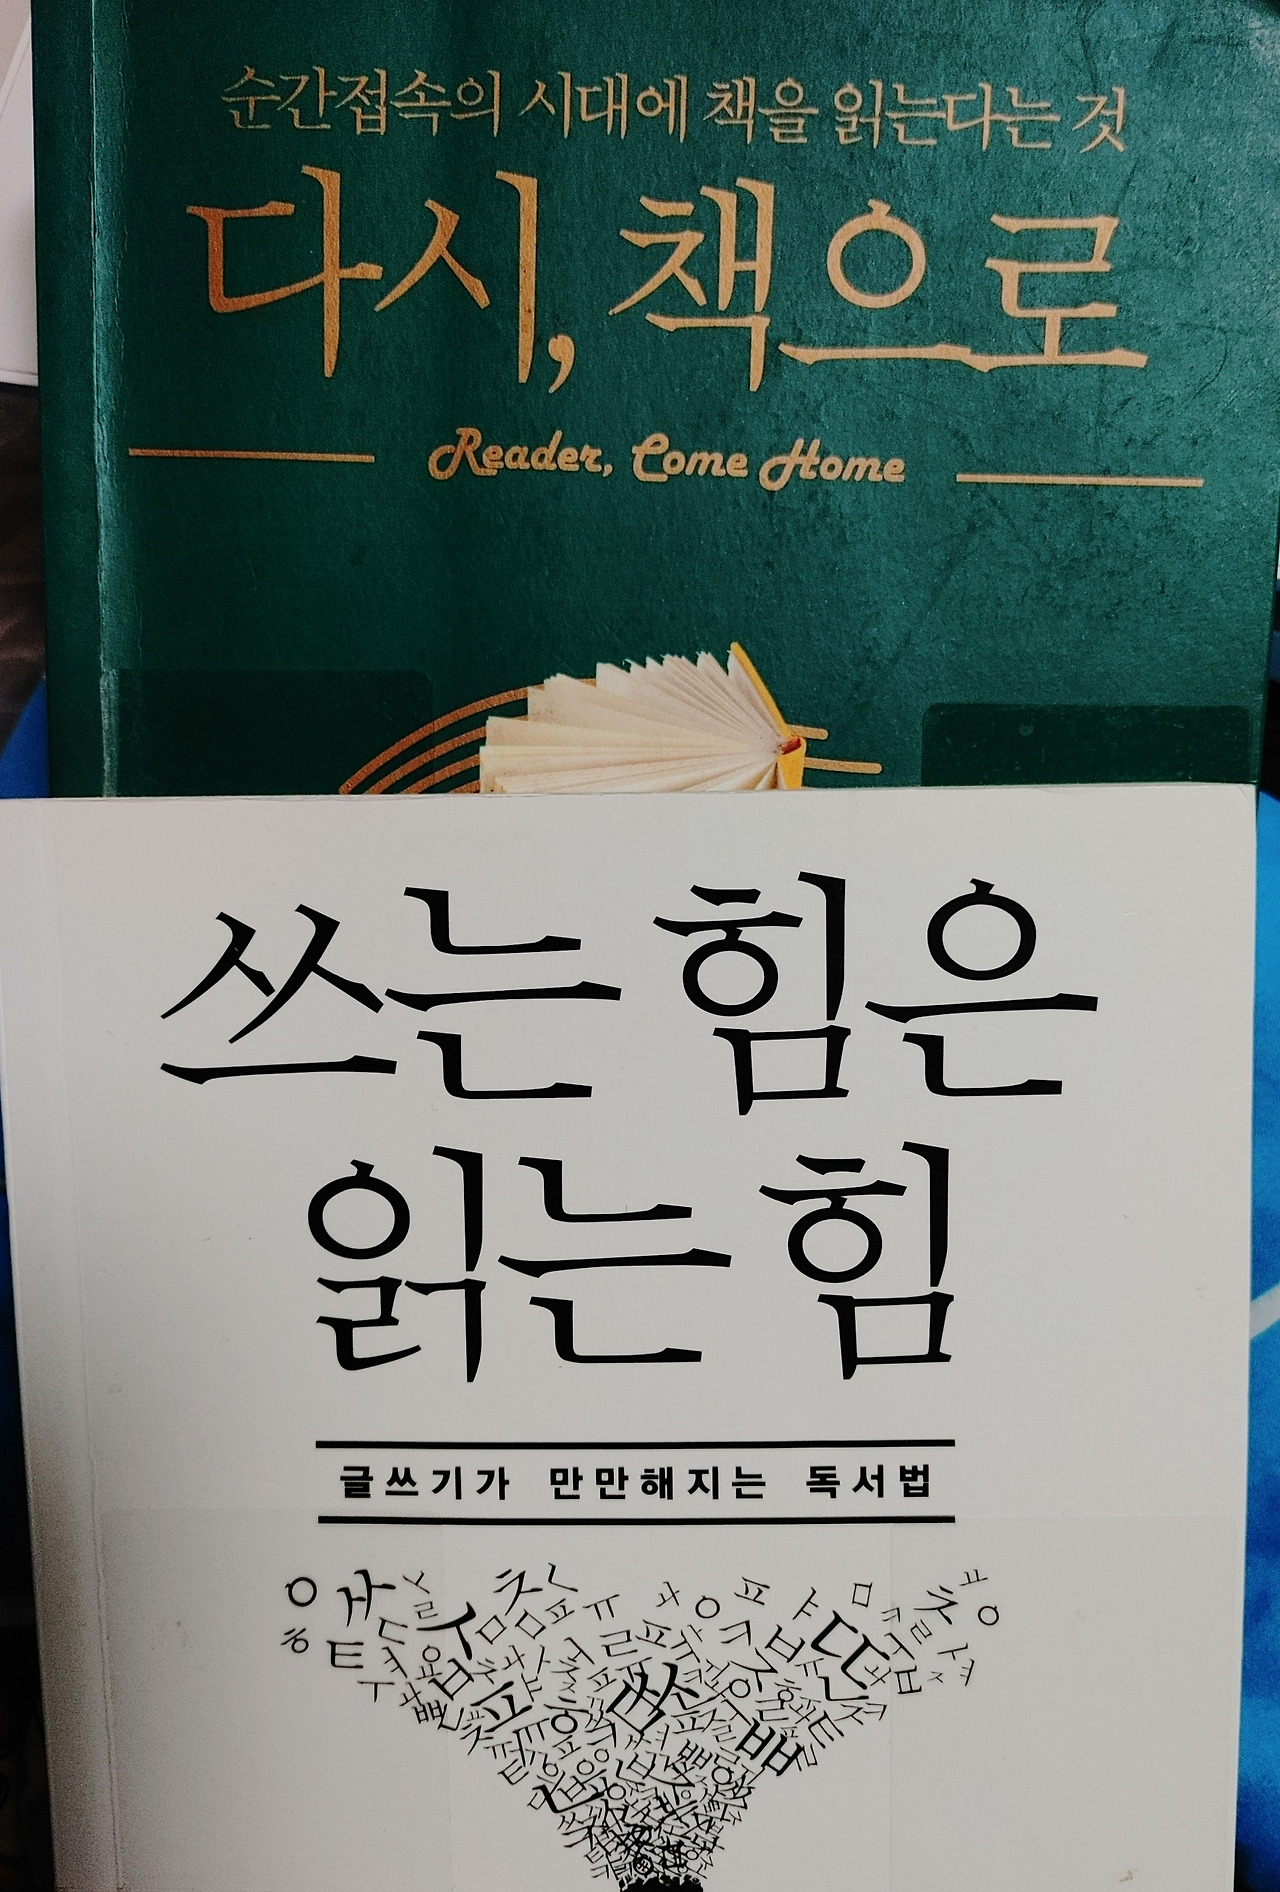 순간접속의 시대에 책을 읽는다는 것
다시, 책으로
Reader, Come Home
쓰는 힘은
읽는 힘
글쓰기가 만만해지는 독서법